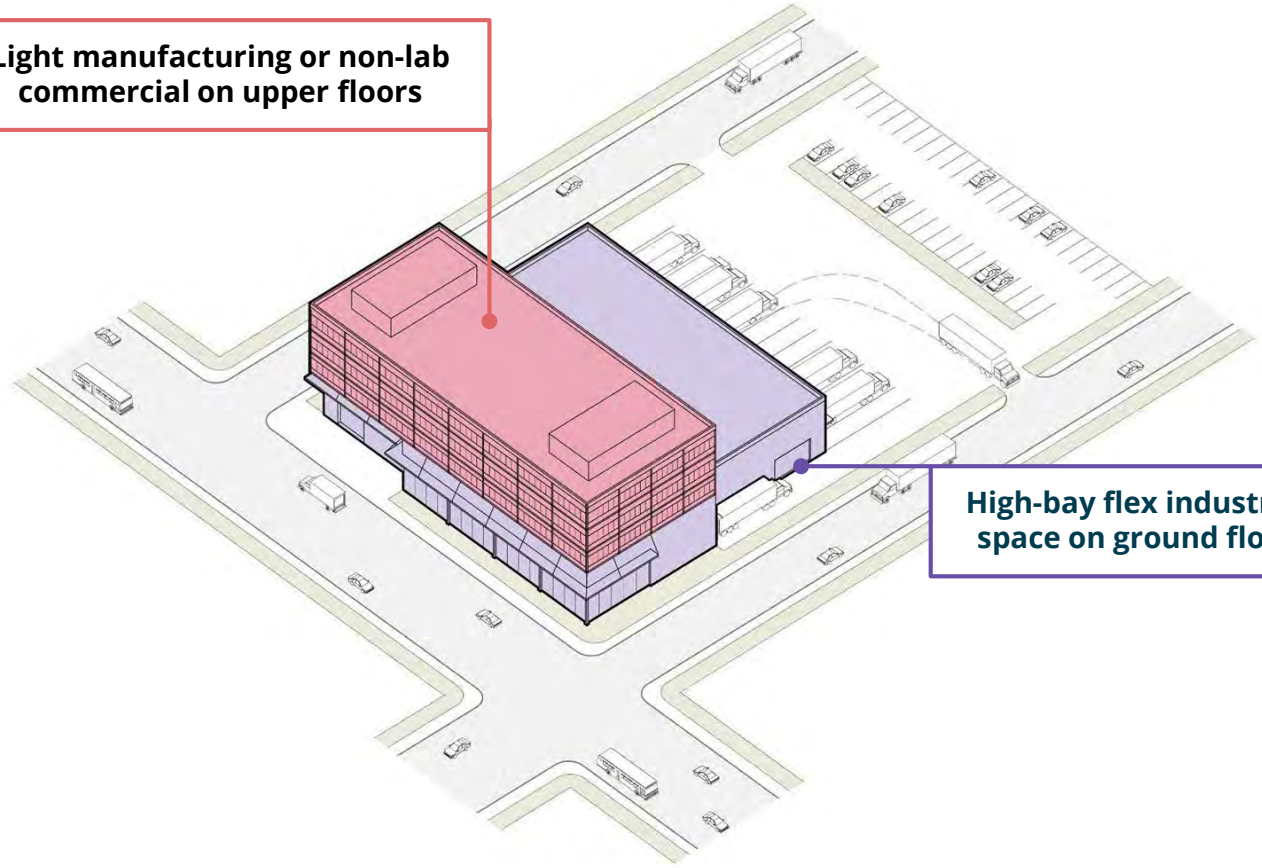 Light manufacturing or non-lab
commercial on upper floors
High-bay flex industr
space on ground flo